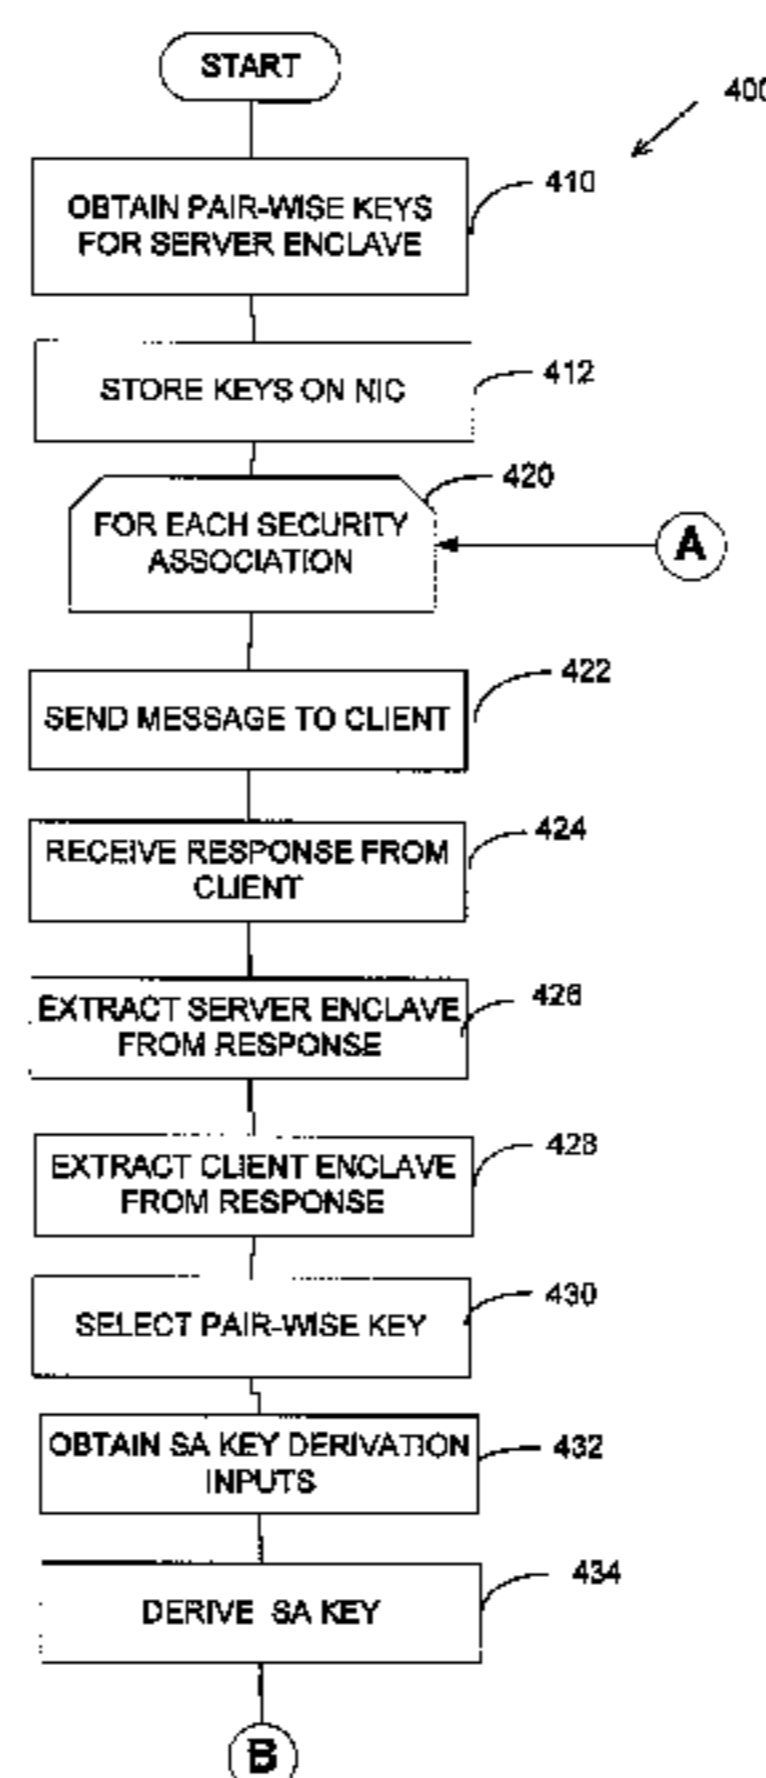 START
400
OBTAIN PAIR-WISE KEYS
FOR SERVER ENCLAVE
410
STORE KEYS ON NIC
412
FOR EACH SECURITY
ASSOCIATION
420
A
SEND MESSAGE TO CLIENT
422
RECEIVE RESPONSE FROM
CLIENT
424
EXTRACT SERVER ENCLAVE
FROM RESPONSE
426
EXTRACT CLIENT ENCLAVE
FROM RESPONSE
428
SELECT PAIR-WISE KEY
430
OBTAIN SA KEY DERIVATION
INPUTS
432
DERIVE SA KEY
434
B